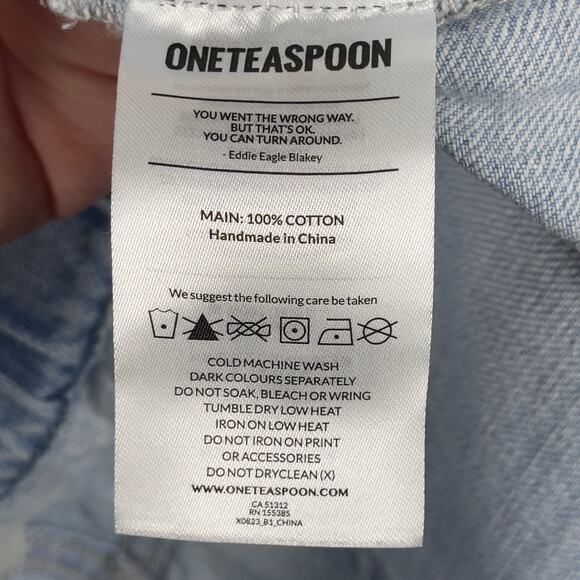 ONETEASPOON
YOU WENT THE WRONG WAY.
BUT THAT'S OK.
YOU CAN TURN AROUND.
- Eddie Eagle Blakey
MAIN: 100% COTTON
Handmade in China
We suggest the following care be taken
COLD MACHINE WASH
DARK COLOURS SEPARATELY
DO NOT SOAK, BLEACH OR WRING
TUMBLE DRY LOW HEAT
IRON ON LOW HEAT
DO NOT IRON ON PRINT
OR ACCESSORIES
DO NOT DRYCLEAN (X)
WWW.ONETEASPOON.COM
CA 51312
RN 155385
X0823_B1_CHINA